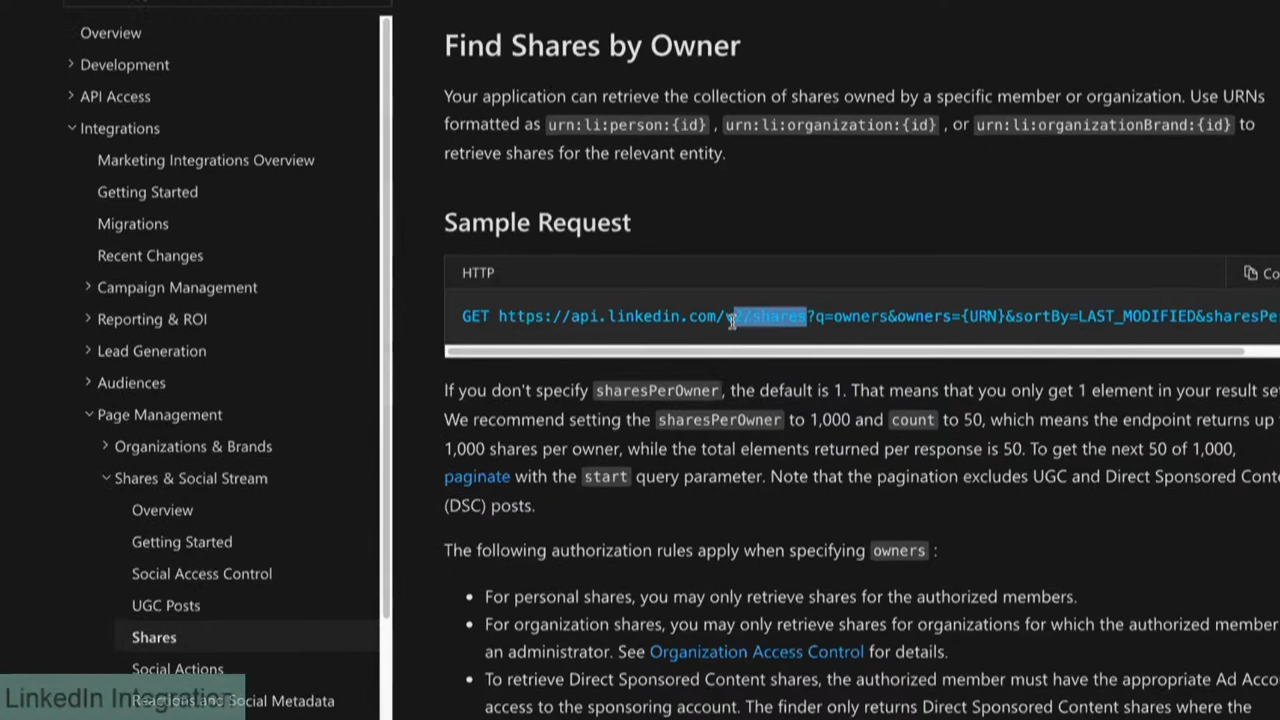 Overview
Development
API Access
Integrations
Marketing Integrations Overview
Getting Started
Migrations
Recent Changes
Campaign Management
Reporting & ROI
Lead Generation
Audiences
Page Management
Organizations & Brands
Shares & Social Stream
Overview
Getting Started
Social Access Control
UGC Posts
Shares
Social Actions
Reactions and Social Metadata
LinkedIn Integration
Find Shares by Owner
Your application can retrieve the collection of shares owned by a specific member or organization. Use URNs
formatted as urn:li:person:{id} , urn:li:organization:{id} , or urn:li:organizationBrand:{id} to
retrieve shares for the relevant entity.
Sample Request
HTTP
Co
GET https://api.linkedin.com/v2//shares?q=owners&owners={URN}&sortBy=LAST_MODIFIED&sharesPe
If you don't specify sharesPerOwner, the default is 1. That means that you only get 1 element in your result se
We recommend setting the sharesPerOwner to 1,000 and count to 50, which means the endpoint returns up
1,000 shares per owner, while the total elements returned per response is 50. To get the next 50 of 1,000,
paginate with the start query parameter. Note that the pagination excludes UGC and Direct Sponsored Conte
(DSC) posts.
The following authorization rules apply when specifying owners :
• For personal shares, you may only retrieve shares for the authorized members.
• For organization shares, you may only retrieve shares for organizations for which the authorized member
an administrator. See Organization Access Control for details.
• To retrieve Direct Sponsored Content shares, the authorized member must have the appropriate Ad Acco
access to the sponsoring account. The finder only returns Direct Sponsored Content shares where the